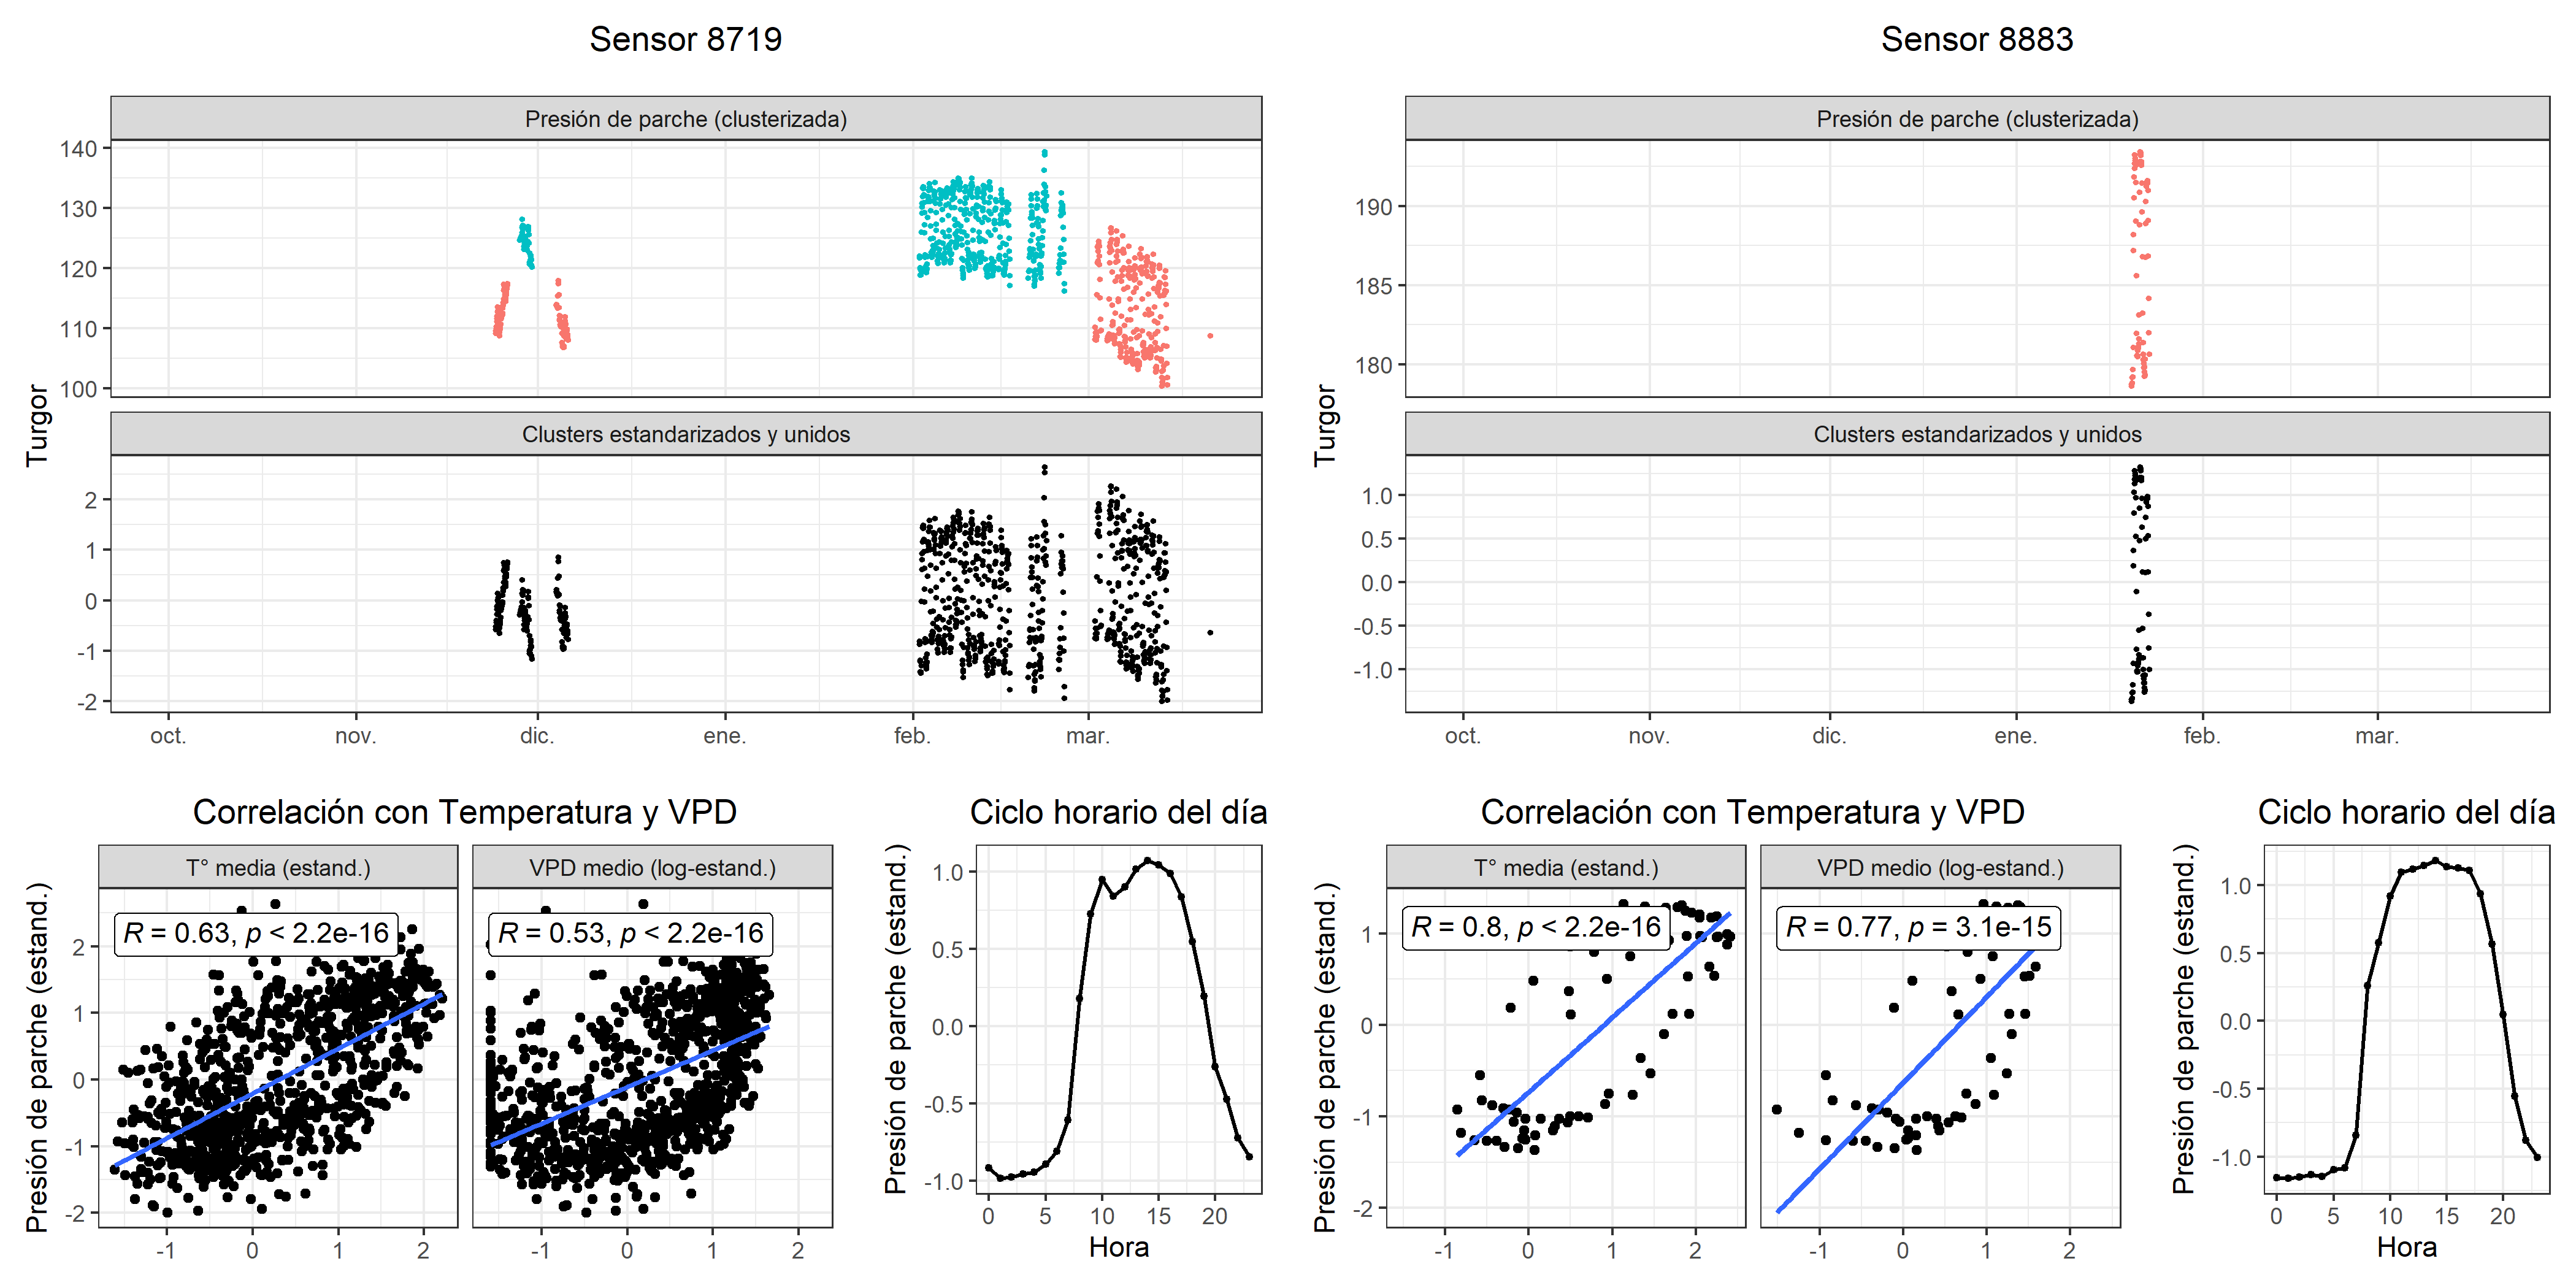 Sensor 8719
Presión de parche (clusterizada)
140
130
120
110
100
Turgor
Clusters estandarizados y unidos
2
1
0
-1
-2
oct. nov. dic. ene. feb. mar.
Correlación con Temperatura y VPD
T° media (estand.) VPD medio (log-estand.)
Presión de parche (estand.)
R = 0.63, p < 2.2e-16
R = 0.53, p < 2.2e-16
2
1
0
-1
-2
-1 0 1 2
-1 0 1 2
Ciclo horario del día
Presión de parche (estand.)
1.0
0.5
0.0
-0.5
-1.0
0 5 10 15 20
Hora
Sensor 8883
Presión de parche (clusterizada)
190
185
180
Turgor
Clusters estandarizados y unidos
1.0
0.5
0.0
-0.5
-1.0
oct. nov. dic. ene. feb. mar.
Correlación con Temperatura y VPD
T° media (estand.) VPD medio (log-estand.)
Presión de parche (estand.)
R = 0.8, p < 2.2e-16
R = 0.77, p = 3.1e-15
1
0
-1
-2
-1 0 1 2
-1 0 1 2
Ciclo horario del día
Presión de parche (estand.)
1.0
0.5
0.0
-0.5
-1.0
0 5 10 15 20
Hora